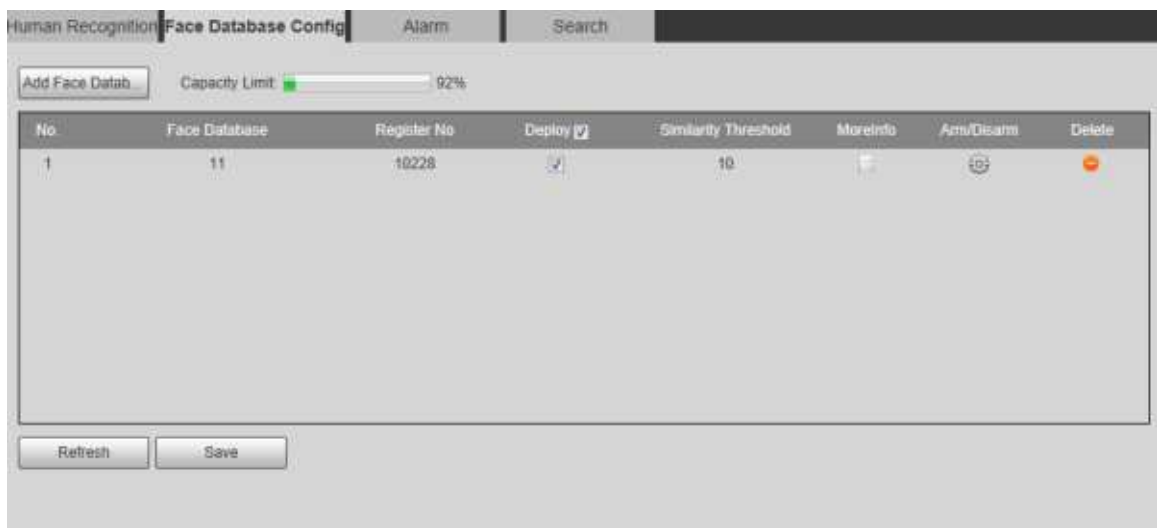 Human Recognition Face Database Config Alarm Search
Add Face Datab... Capacity Limit 92%
No. Face Database Register No Deploy Similarity Threshold MoreInfo Arm/Disarm Delete
1 11 10228 10 
Refresh Save